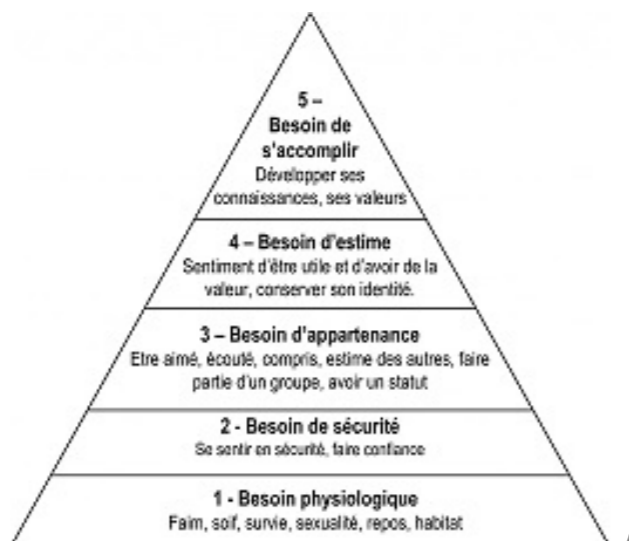 5 –
Besoin de
s'accomplir
Développer ses
connaissances, ses valeurs
4 – Besoin d'estime
Sentiment d'être utile et d'avoir de la
valeur, conserver son identité.
3 – Besoin d'appartenance
Etre aimé, écouté, compris, estime des autres, faire
partie d'un groupe, avoir un statut
2 - Besoin de sécurité
Se sentir en sécurité, faire confiance
1 - Besoin physiologique
Faim, soif, survie, sexualité, repos, habitat